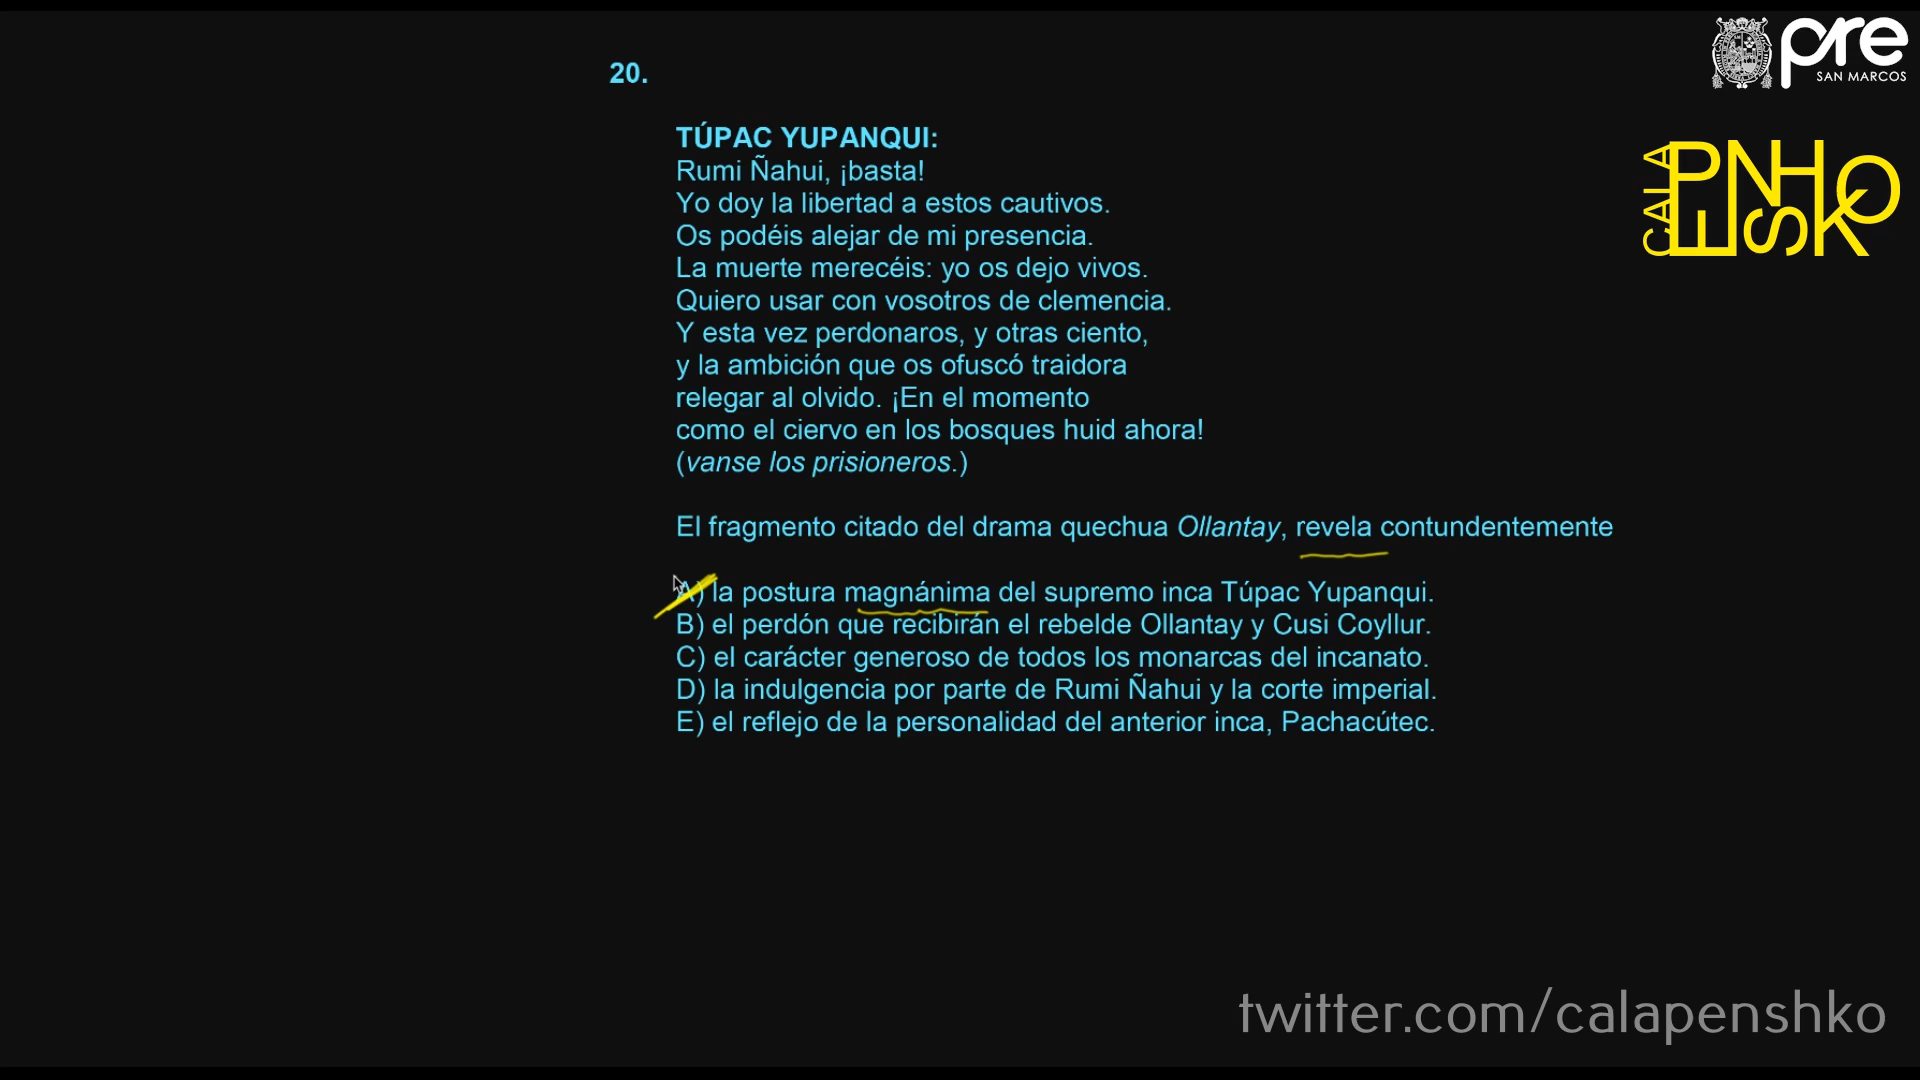 pre
SAN MARCOS
CALA
PENSHKO
20.
TÚPAC YUPANQUI:
Rumi Ñahui, ¡basta!
Yo doy la libertad a estos cautivos.
Os podéis alejar de mi presencia.
La muerte merecéis: yo os dejo vivos.
Quiero usar con vosotros de clemencia.
Y esta vez perdonaros, y otras ciento,
y la ambición que os ofuscó traidora
relegar al olvido. ¡En el momento
como el ciervo en los bosques huid ahora!
(vanse los prisioneros.)
El fragmento citado del drama quechua Ollantay, revela contundentemente
A) la postura magnánima del supremo inca Túpac Yupanqui.
B) el perdón que recibirán el rebelde Ollantay y Cusi Coyllur.
C) el carácter generoso de todos los monarcas del incanato.
D) la indulgencia por parte de Rumi Ñahui y la corte imperial.
E) el reflejo de la personalidad del anterior inca, Pachacútec.
twitter.com/calapenshko